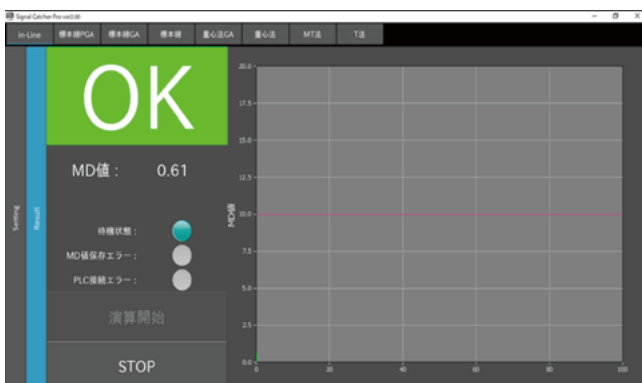 Signal Catcher Pro ver2.00
In-Line 標本線PGA 標本線GA 標本線 重心法GA 重心法 MT法 T法
Setting
Result
OK
MD値 : 0.61
待機状態 :
MD値保存エラー :
PLC接続エラー :
演算開始
STOP
MD値
20.0
17.5
15.0
12.5
10.0
7.5
5.0
2.5
0.0
0 20 40 60 80 100